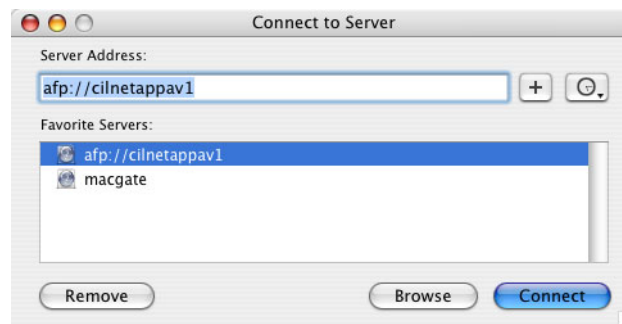 Connect to Server
Server Address:
afp://cilnetappav1
+
Favorite Servers:
afp://cilnetappav1
macgate
Remove
Browse
Connect